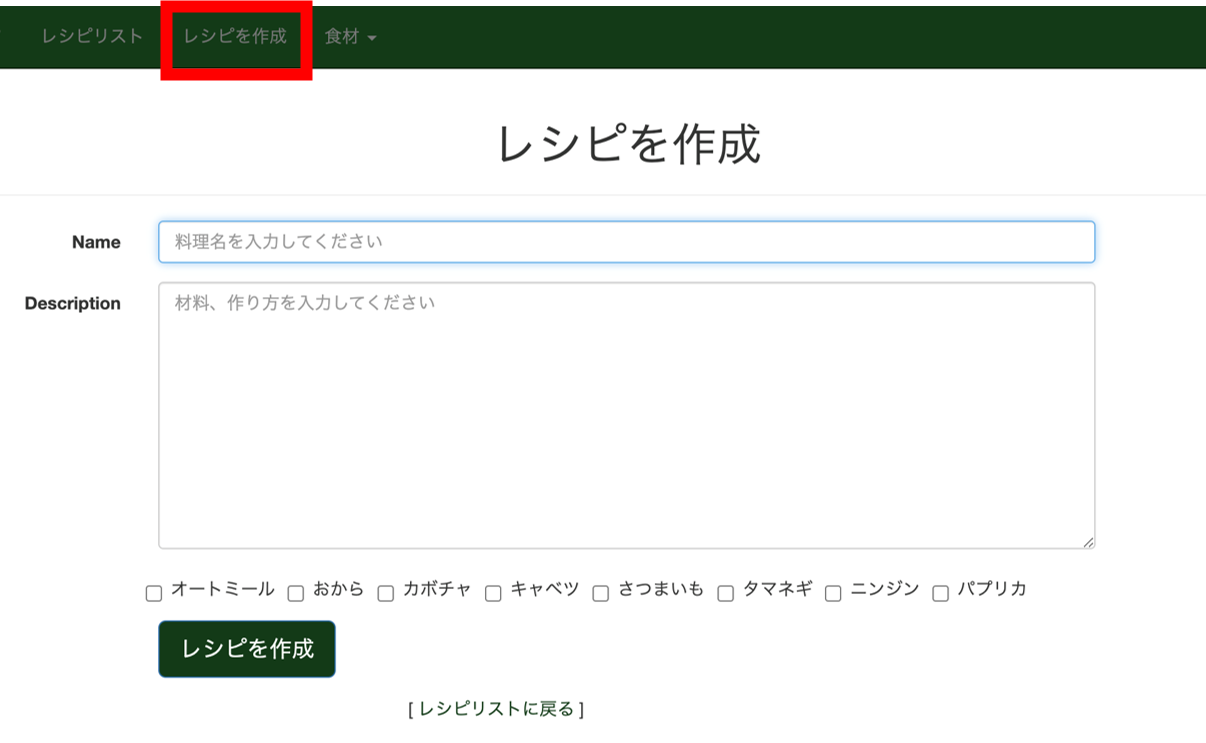 レシピリスト レシピを作成 食材
レシピを作成
Name 料理名を入力してください
Description 材料、作り方を入力してください
オートミール おから カボチャ キャベツ さつまいも タマネギ ニンジン パプリカ
レシピを作成
[ レシピリストに戻る ]